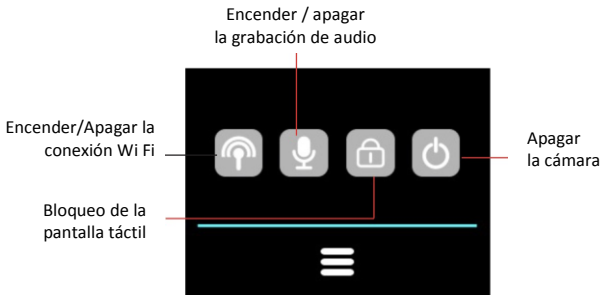 Encender / apagar
la grabación de audio
Encender/Apagar la
conexión Wi Fi
Apagar
la cámara
Bloqueo de la
pantalla táctil